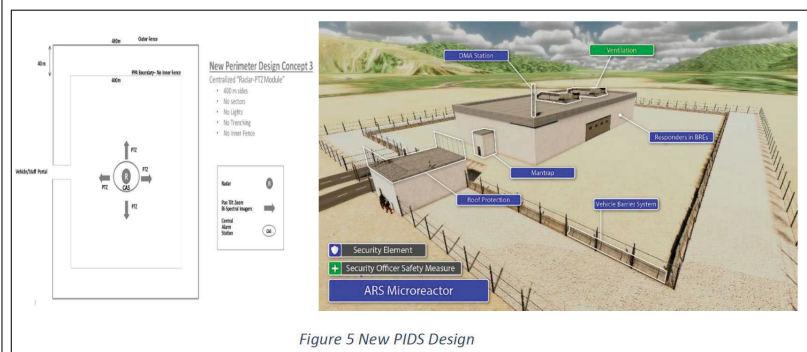 400m Outer Fence
40 m
PPA Boundary- No Inner Fence
400m
New Perimeter Design Concept 3
Centralized "Radar-PTZ Module"
• 400 m sides
• No sectors
• No Lights
• No Trenching
• No Inner Fence
Vehicle/Staff Portal
PTZ
PTZ
R
PTZ
CAS
PTZ
Radar
R
Pan Tilt Zoom
Bi-Spectral Imagers
Central
Alarm
Station
CAS
7
DMA Station
Ventilation
Responders in BREs
Mantrap
Roof Protection
Vehicle Barrier System
Security Element
Security Officer Safety Measure
ARS Microreactor
Figure 5 New PIDS Design